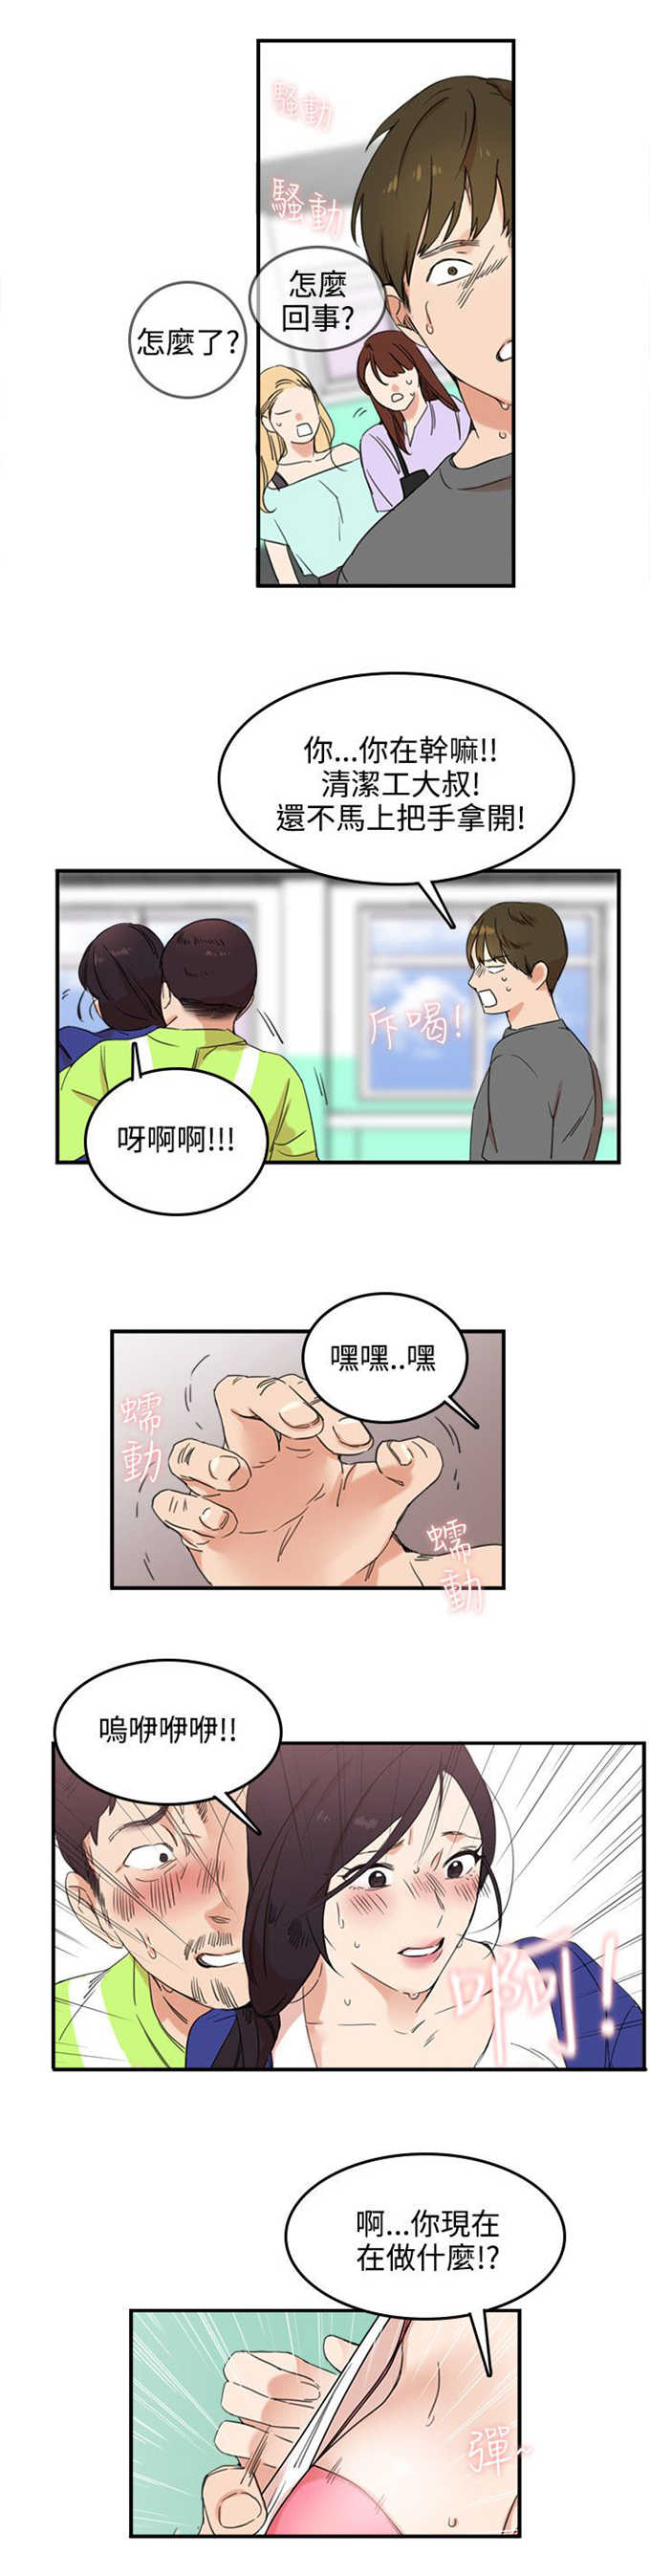 騷動
騷動
怎麼
回事?
怎麼了?
你...你在幹嘛!!
清潔工大叔!
還不馬上把手拿開!
斥喝!
呀啊啊!!!
嘿嘿..嘿
蠕動
蠕動
嗚咿咿咿!!
啊!
啊...你現在
在做什麼!?
彈~